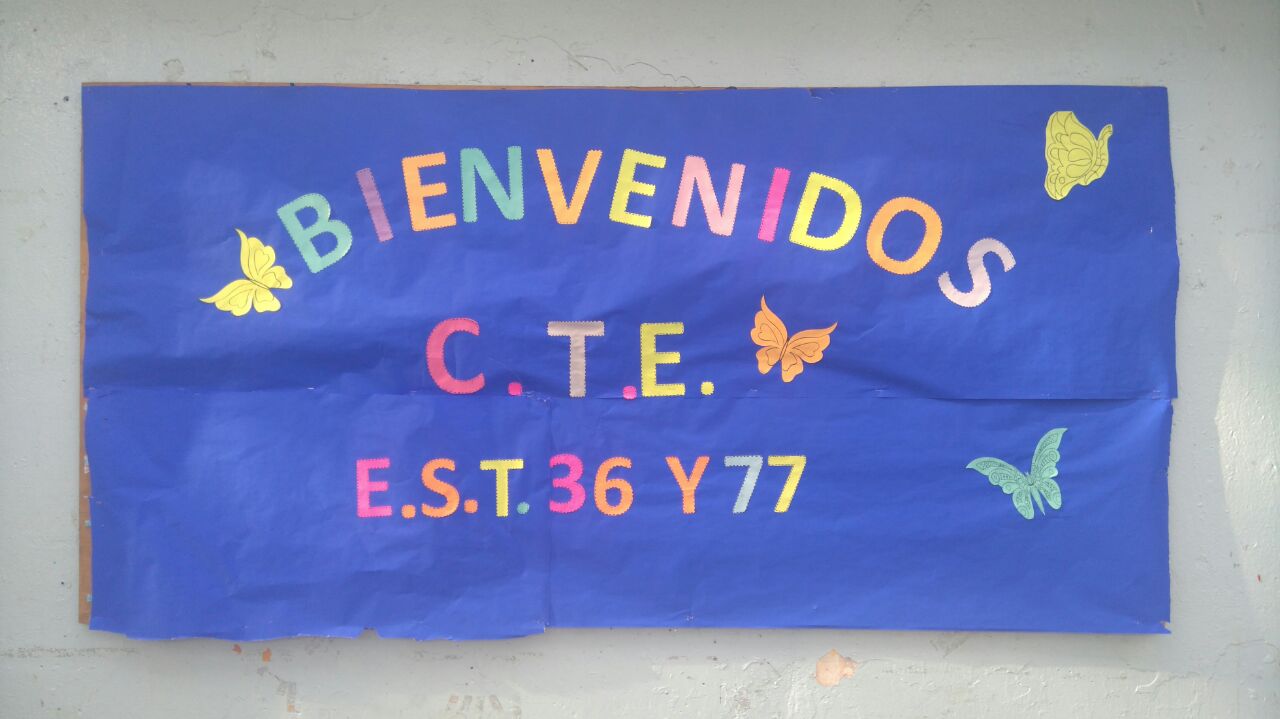 BIENVENIDOS
C.T.E.
E.S.T. 36 Y 77